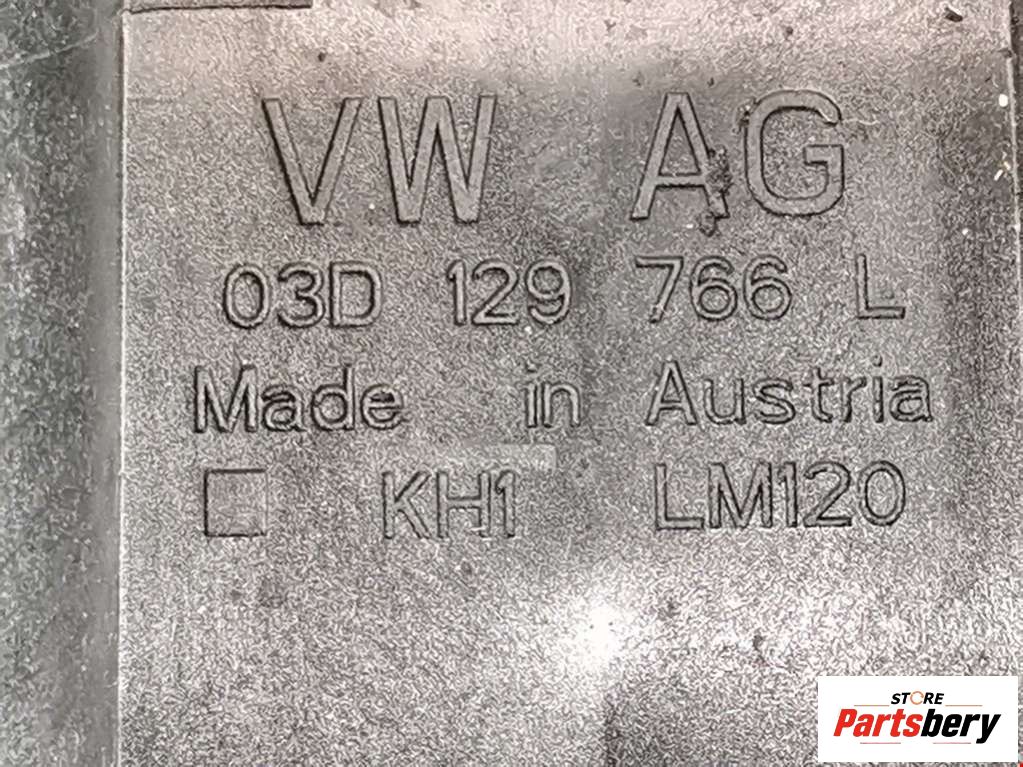 VW AG
03D 129 766 L
Made in Austria
KH1 LM120
STORE
Partsbery